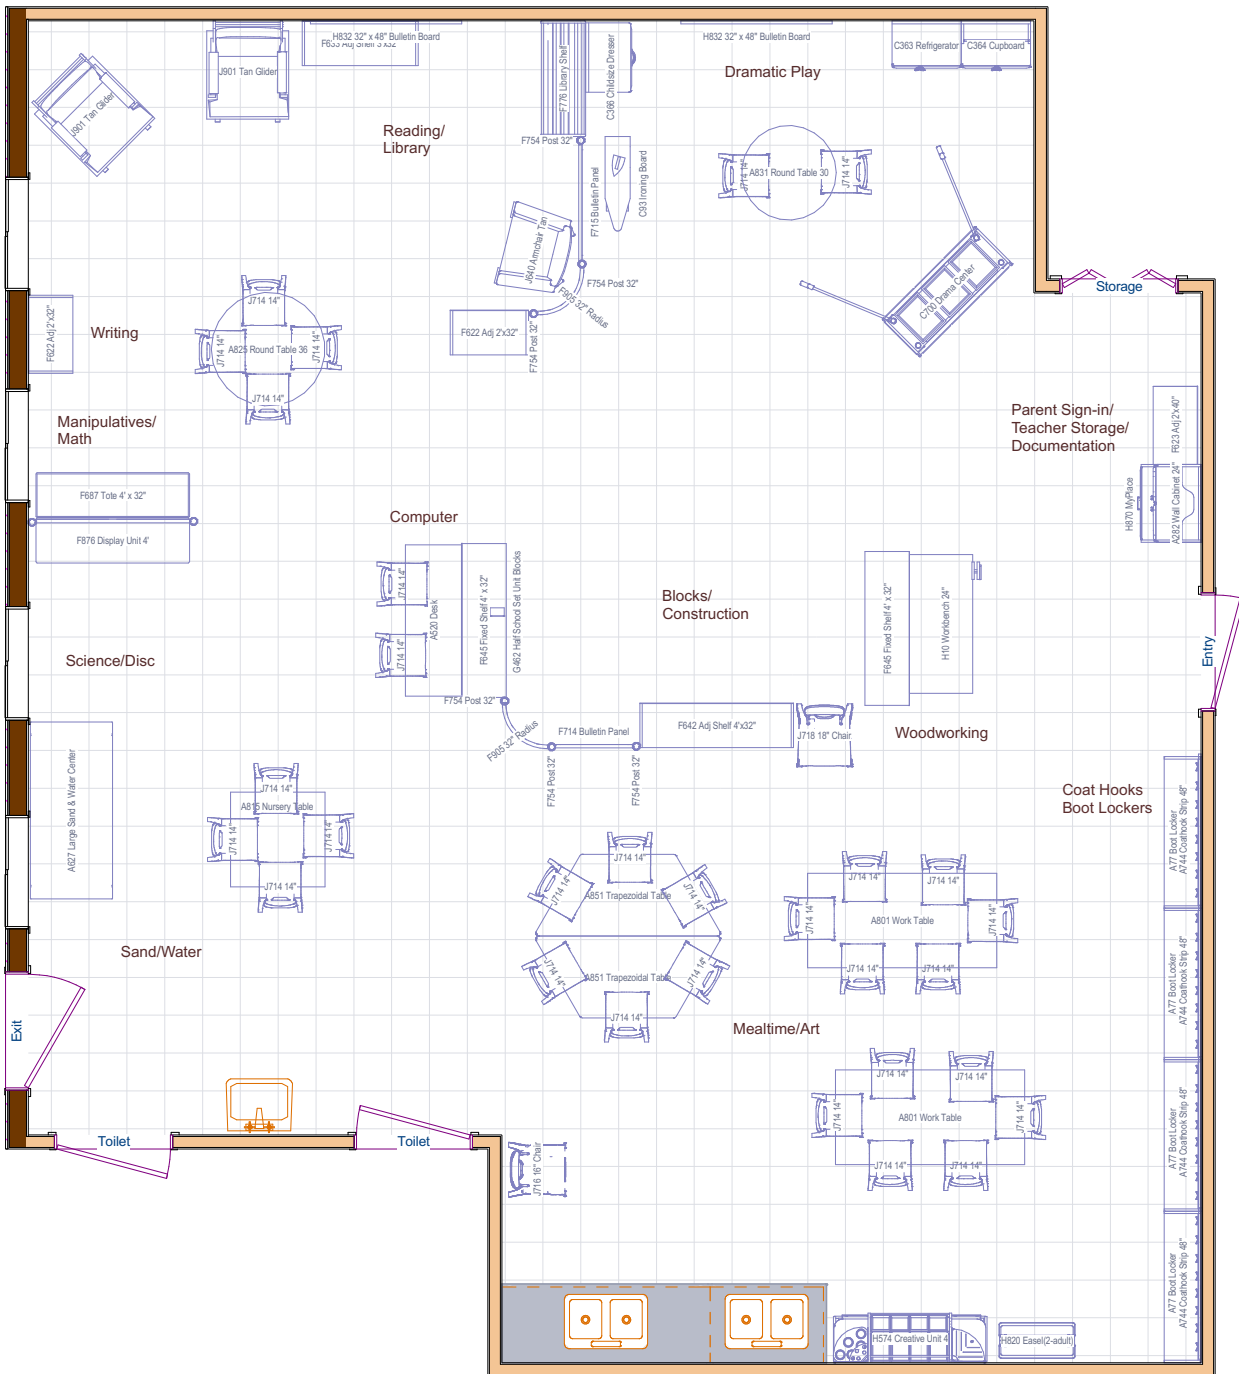 H832 32" x 48" Bulletin Board
F653 Adj Shelf 3'x32"
H832 32" x 48" Bulletin Board
C363 Refrigerator
C364 Cupboard
J901 Tan Glider
J901 Tan Glider
F776 Library Shelf
C366 Childsize Dresser
Dramatic Play
Reading/
Library
F754 Post 32"
F715 Bulletin Panel
C93 Ironing Board
J714 14"
A831 Round Table 30
J714 14"
J640 Armchair Tan
F754 Post 32"
F905 32" Radius
C700 Drama Center
Storage
F622 Adj 2'x32"
Writing
J714 14"
J714 14"
A825 Round Table 36
J714 14"
J714 14"
F622 Adj 2'x32"
F754 Post 32"
Manipulatives/
Math
Parent Sign-in/
Teacher Storage/
Documentation
F623 Adj 2'x40"
H870 MyPlace
A282 Wall Cabinet 24"
F687 Tote 4' x 32"
F876 Display Unit 4'
Computer
J714 14"
J714 14"
A520 Desk
F645 Fixed Shelf 4' x 32"
G462 Half School Set Unit Blocks
Blocks/
Construction
F645 Fixed Shelf 4' x 32"
H10 Workbench 24"
Entry
Science/Disc
F754 Post 32"
F905 32" Radius
F714 Bulletin Panel
F754 Post 32"
F754 Post 32"
F642 Adj Shelf 4'x32"
J718 18" Chair
Woodworking
A627 Large Sand & Water Center
J714 14"
A815 Nursery Table
J714 14"
J714 14"
J714 14"
Coat Hooks
Boot Lockers
A77 Boot Locker
A744 Coathook Strip 48"
J714 14"
J714 14"
J714 14"
A851 Trapezoidal Table
J714 14"
J714 14"
J714 14"
A801 Work Table
J714 14"
J714 14"
J714 14"
Sand/Water
J714 14"
A851 Trapezoidal Table
J714 14"
J714 14"
A77 Boot Locker
A744 Coathook Strip 48"
Exit
Mealtime/Art
J714 14"
J714 14"
J714 14"
A801 Work Table
J714 14"
J714 14"
J714 14"
A77 Boot Locker
A744 Coathook Strip 48"
Toilet
Toilet
J716 16" Chair
A77 Boot Locker
A744 Coathook Strip 48"
H574 Creative Unit 4
H820 Easel(2-adult)